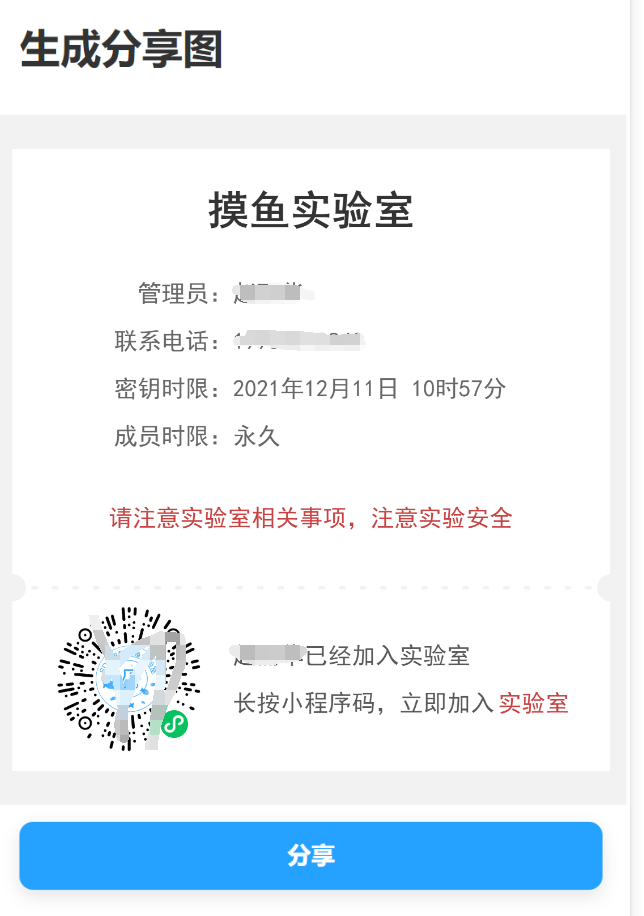 生成分享图
摸鱼实验室
管理员：
联系电话：
密钥时限：2021年12月11日 10时57分
成员时限：永久
请注意实验室相关事项，注意实验安全
已经加入实验室
长按小程序码，立即加入 实验室
分享